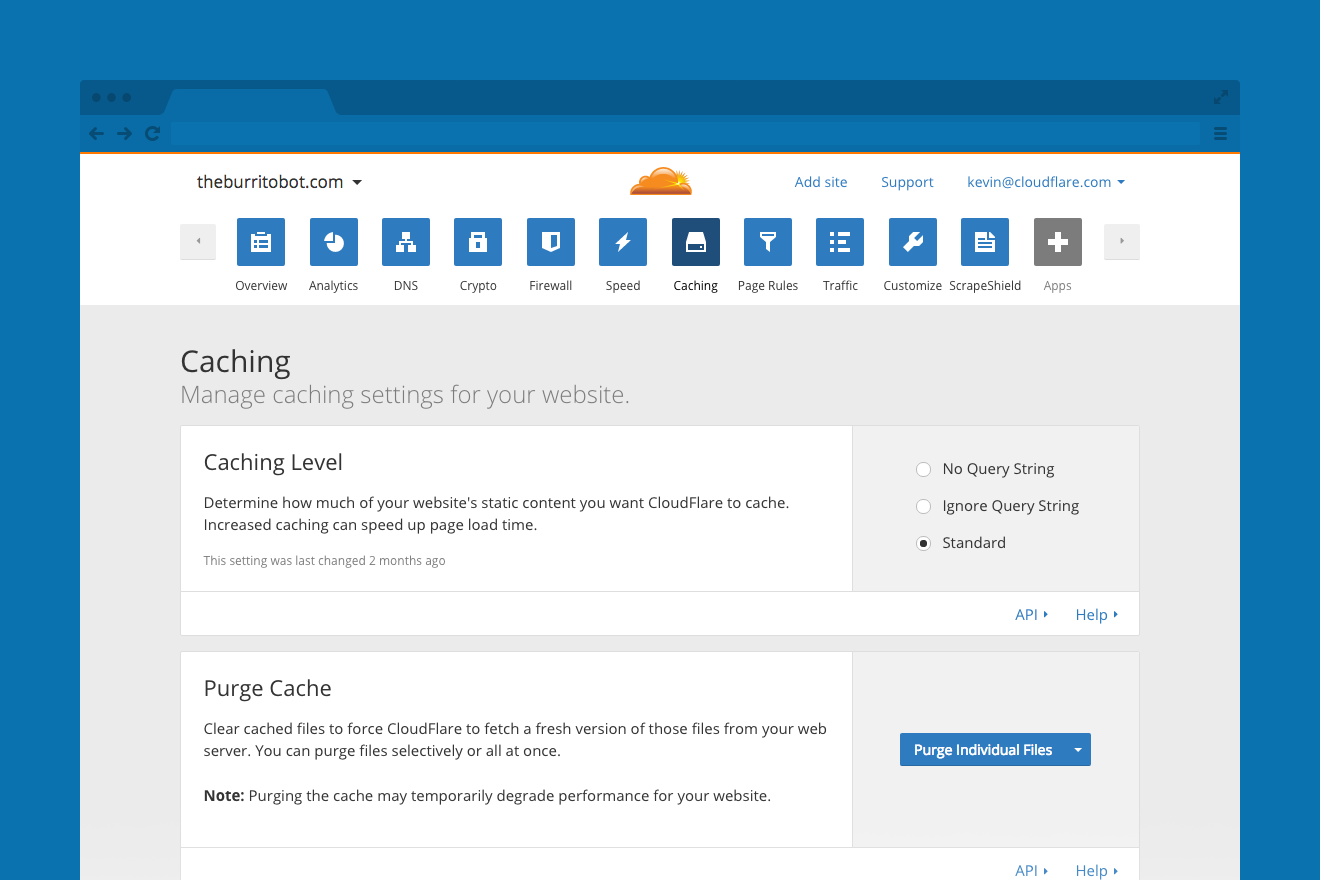 theburritobot.com
Add site Support kevin@cloudflare.com
Overview Analytics DNS Crypto Firewall Speed Caching Page Rules Traffic Customize ScrapeShield Apps
Caching
Manage caching settings for your website.
Caching Level
Determine how much of your website's static content you want CloudFlare to cache.
Increased caching can speed up page load time.
This setting was last changed 2 months ago
No Query String
Ignore Query String
Standard
API Help
Purge Cache
Clear cached files to force CloudFlare to fetch a fresh version of those files from your web
server. You can purge files selectively or all at once.
Note: Purging the cache may temporarily degrade performance for your website.
Purge Individual Files
API Help